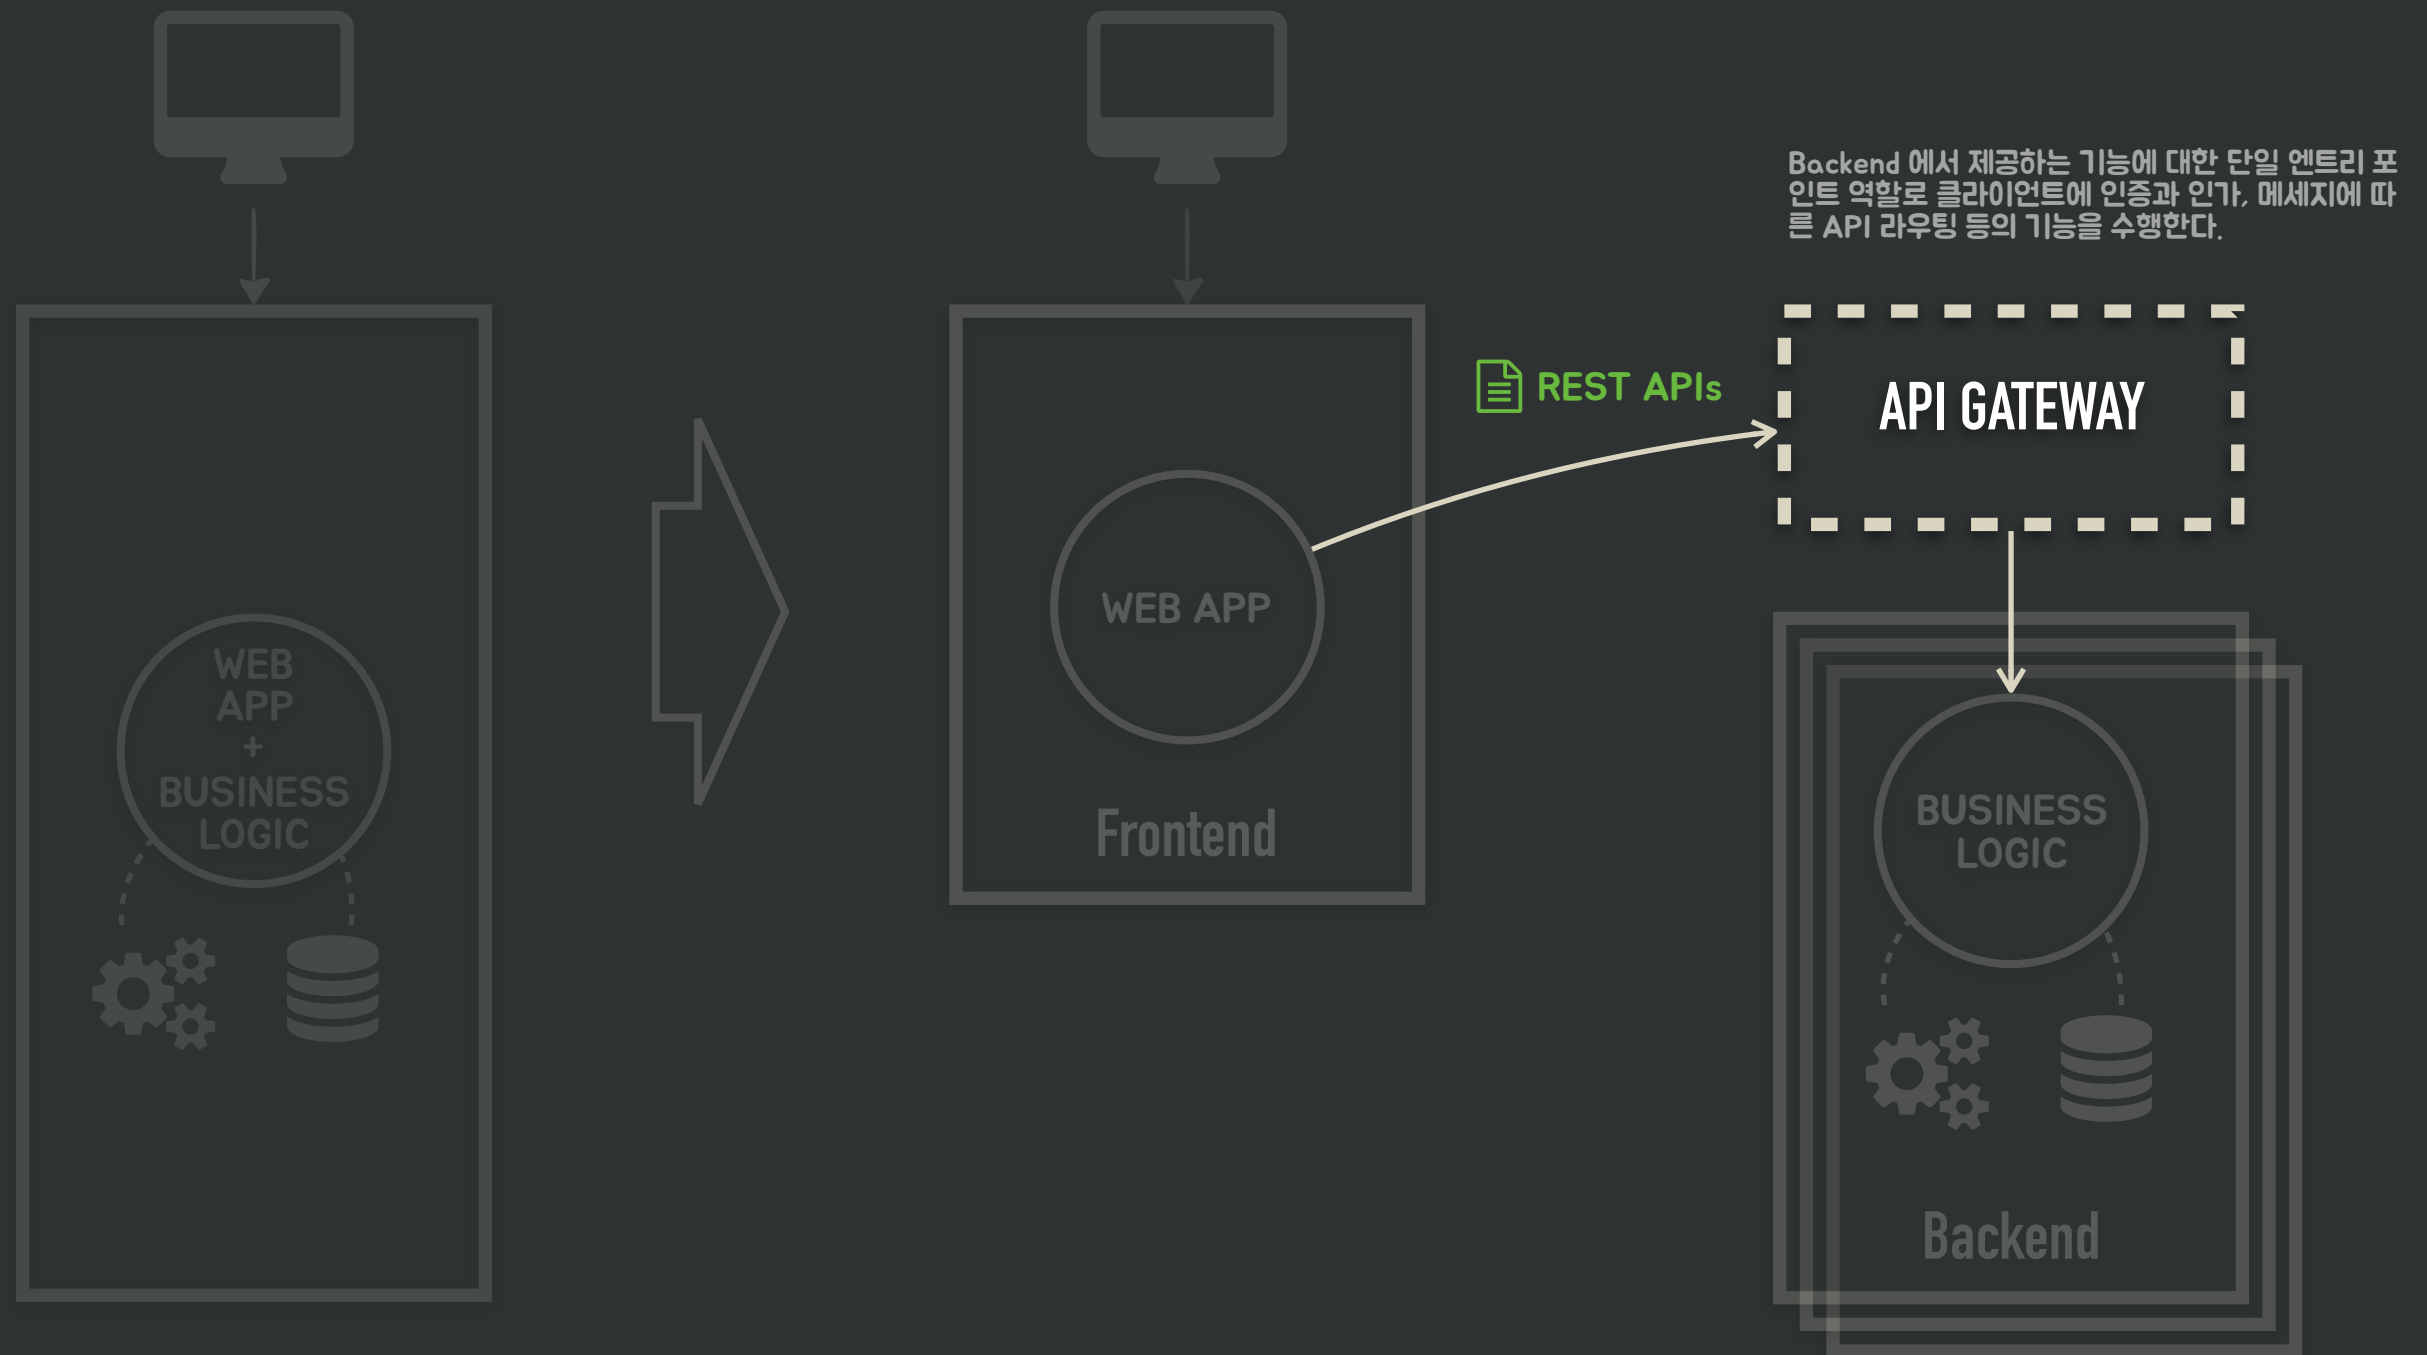 Backend 에서 제공하는 기능에 대한 단일 엔트리 포
인트 역할로 클라이언트에 인증과 인가, 메세지에 따
른 API 라우팅 등의 기능을 수행한다.
REST APIs
API GATEWAY
WEB
APP
+
BUSINESS
LOGIC
WEB APP
Frontend
BUSINESS
LOGIC
Backend